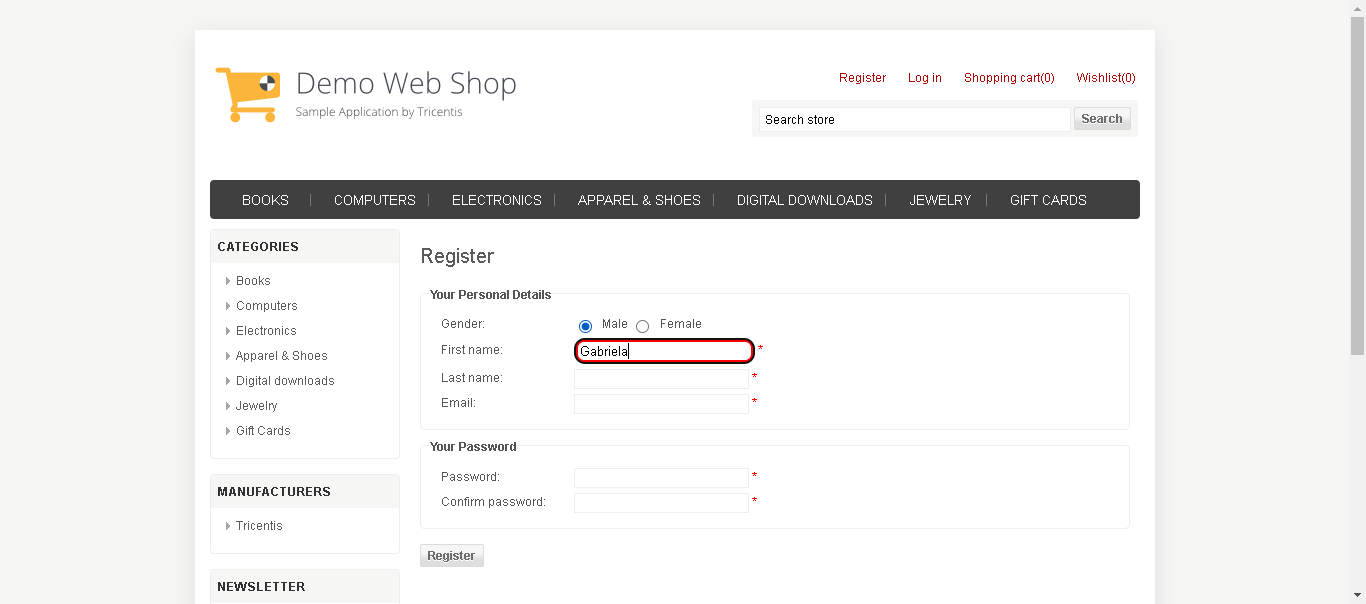 Demo Web Shop
Sample Application by Tricentis
Register Log in Shopping cart(0) Wishlist(0)
Search store Search
BOOKS COMPUTERS ELECTRONICS APPAREL & SHOES DIGITAL DOWNLOADS JEWELRY GIFT CARDS
CATEGORIES
Books
Computers
Electronics
Apparel & Shoes
Digital downloads
Jewelry
Gift Cards
MANUFACTURERS
Tricentis
NEWSLETTER
Register
Your Personal Details
Gender: Male Female
First name: Gabriela *
Last name: *
Email: *
Your Password
Password: *
Confirm password: *
Register